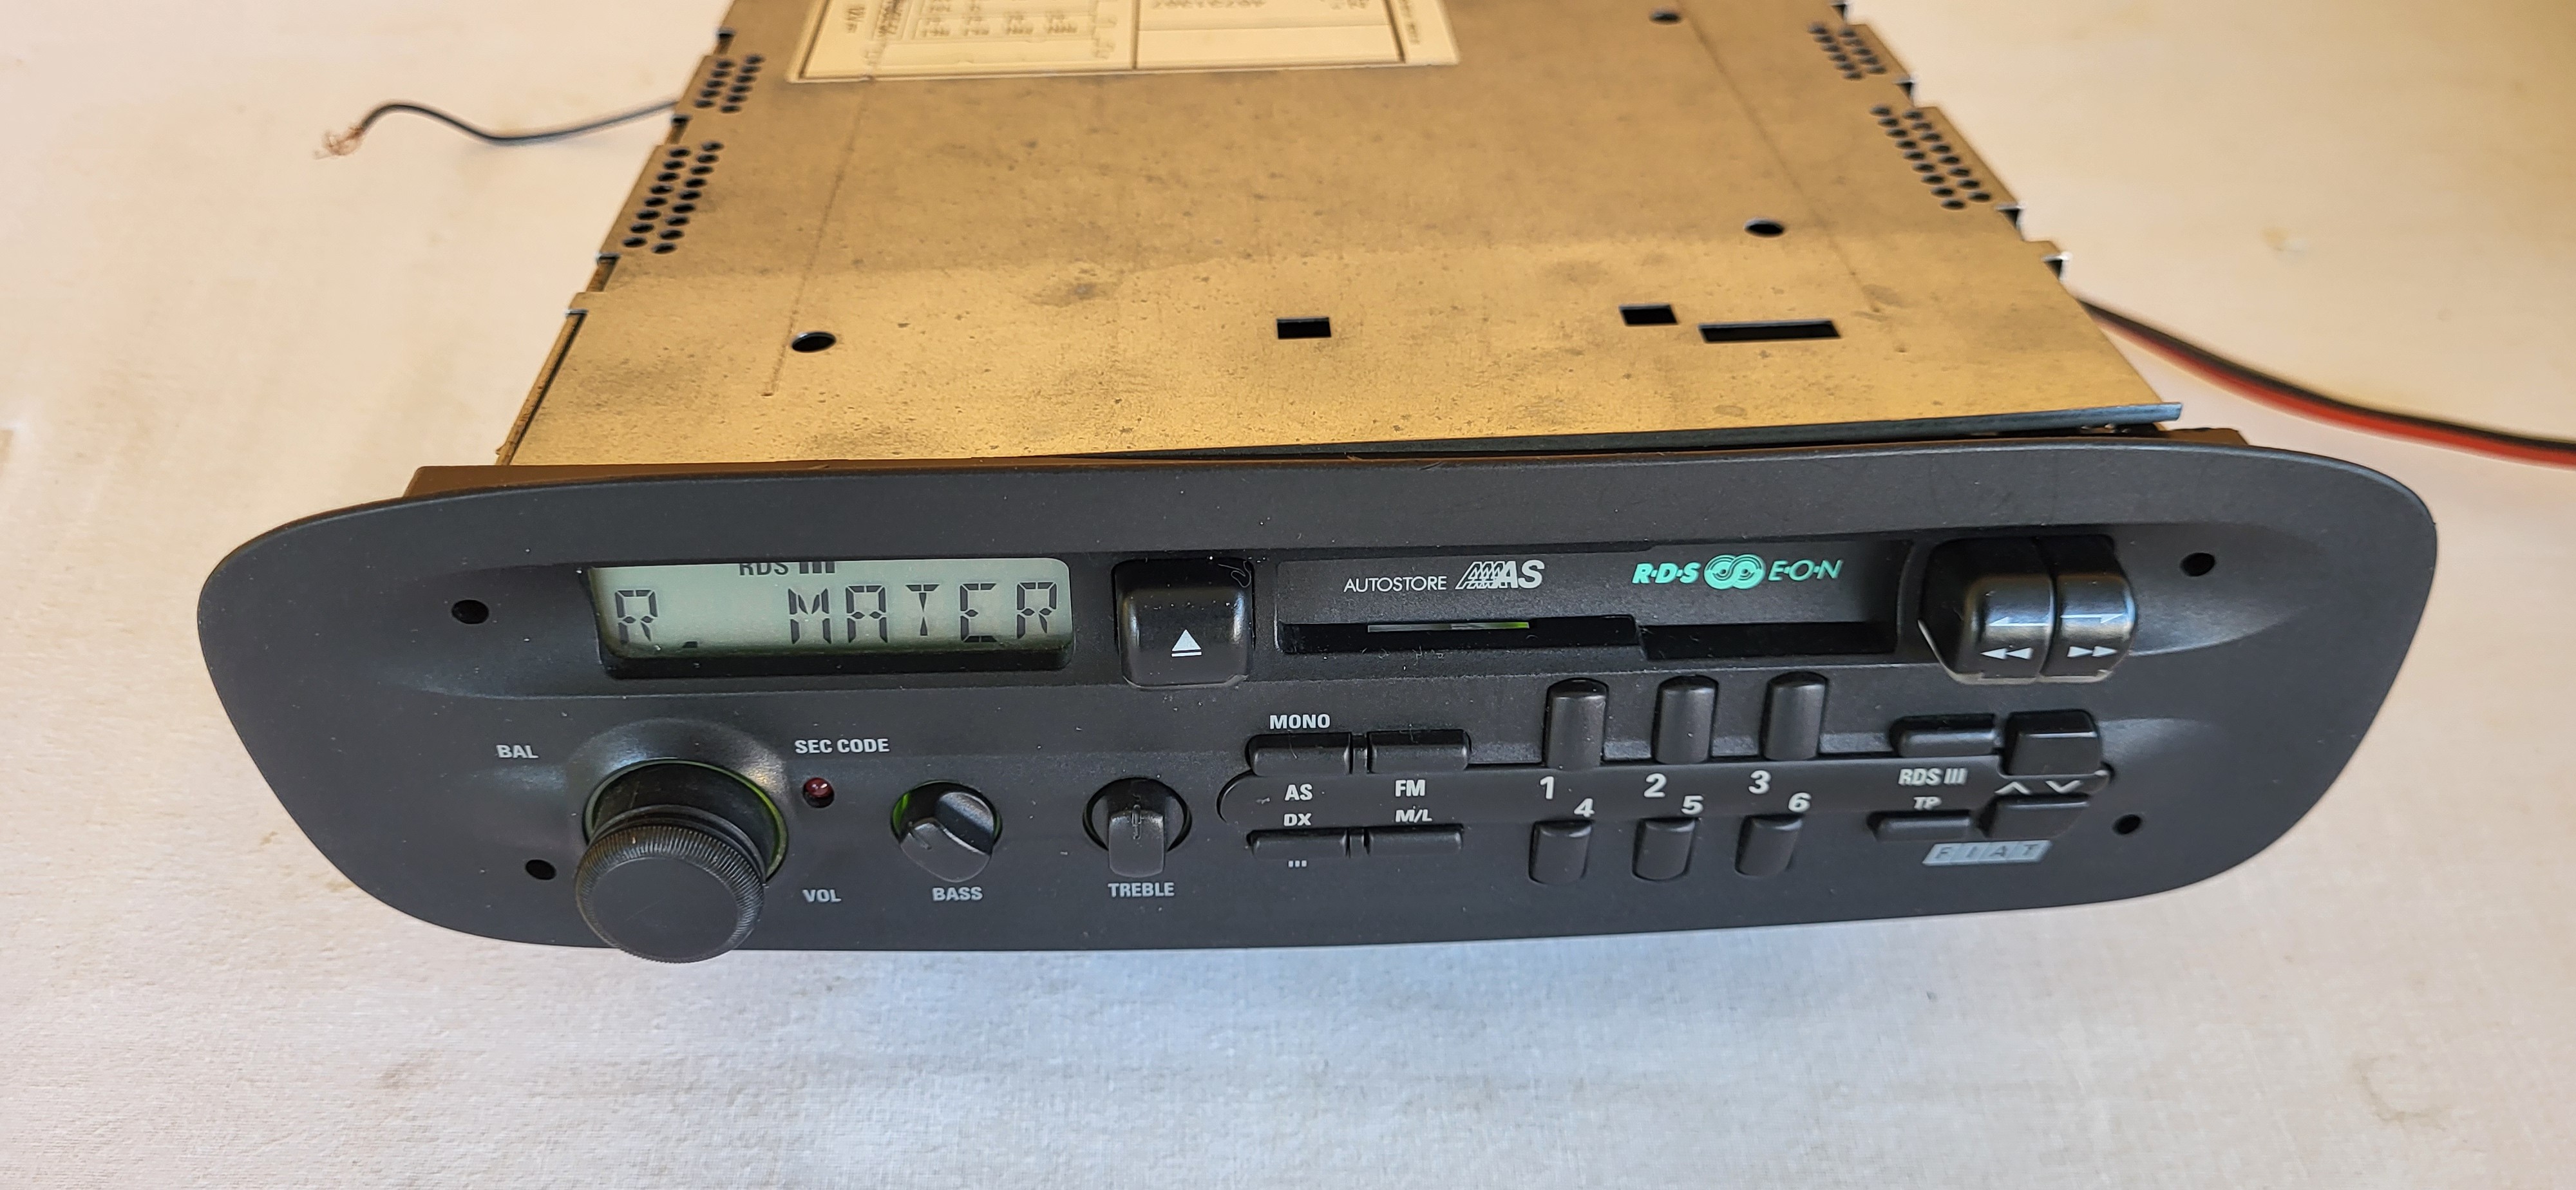 RDS III
R. MATER
AUTOSTORE AS
R·D·S E·O·N
BAL
SEC CODE
VOL
BASS
TREBLE
MONO
AS
FM
DX
M/L
1
2
3
4
5
6
RDS III
TP
FIAT